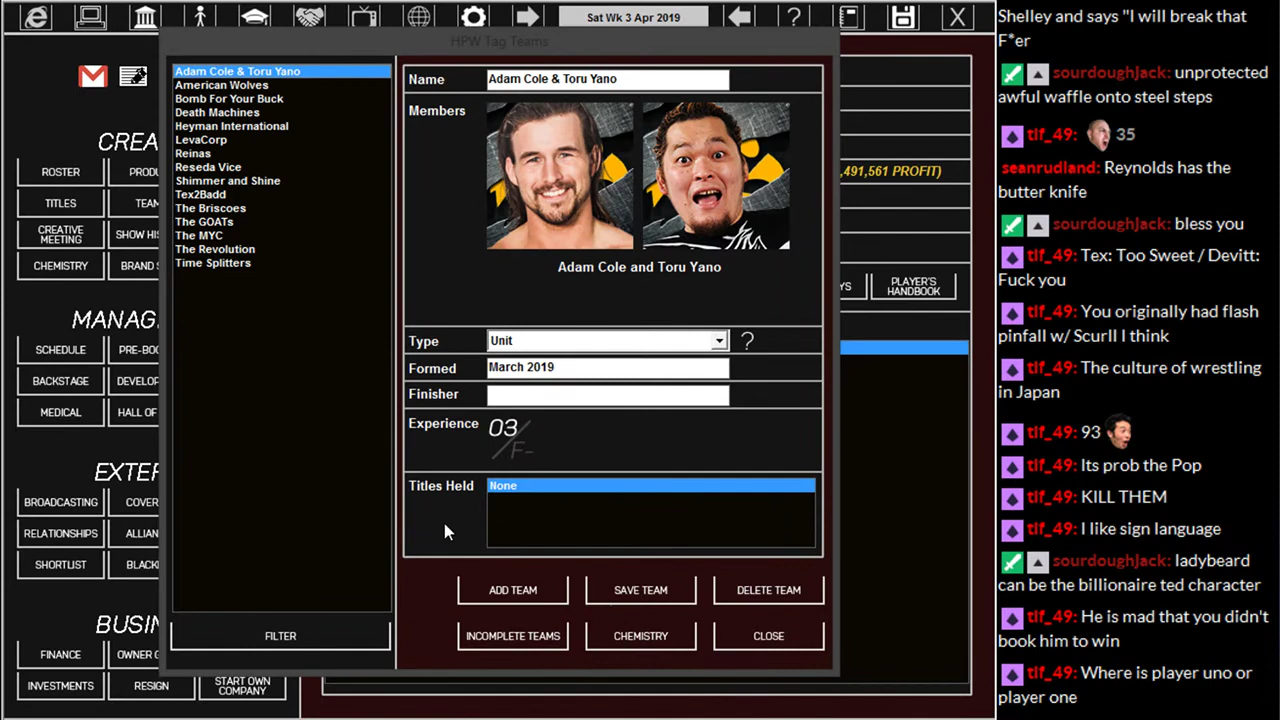 Sat Wk 3 Apr 2019
HPW Tag Teams
Adam Cole & Toru Yano
American Wolves
Bomb For Your Buck
Death Machines
Heyman International
LevaCorp
Reinas
Reseda Vice
Shimmer and Shine
Tex2Badd
The Briscoes
The GOATs
The MYC
The Revolution
Time Splitters
FILTER
Name
Adam Cole & Toru Yano
Members
Adam Cole and Toru Yano
Type
Unit
?
Formed
March 2019
Finisher
Experience
03
F-
Titles Held
None
ADD TEAM
SAVE TEAM
DELETE TEAM
INCOMPLETE TEAMS
CHEMISTRY
CLOSE
CREA
ROSTER
PRODU
TITLES
TEAM
CREATIVE
MEETING
SHOW HIS
CHEMISTRY
BRAND S
MANAG
SCHEDULE
PRE-BOO
BACKSTAGE
DEVELOP
MEDICAL
HALL OF
EXTER
BROADCASTING
COVER
RELATIONSHIPS
ALLIAN
SHORTLIST
BLACK
BUSIN
FINANCE
OWNER G
INVESTMENTS
RESIGN
START OWN
COMPANY
,491,561 PROFIT)
YS
PLAYER'S
HANDBOOK
Shelley and says "I will break that
F*er
sourdoughjack: unprotected
awful waffle onto steel steps
tlf_49: 35
seanrudland: Reynolds has the
butter knife
sourdoughjack: bless you
tlf_49: Tex: Too Sweet / Devitt:
Fuck you
tlf_49: You originally had flash
pinfall w/ Scurll I think
tlf_49: The culture of wrestling
in Japan
tlf_49: 93
tlf_49: Its prob the Pop
tlf_49: KILL THEM
tlf_49: I like sign language
sourdoughjack: ladybeard
can be the billionaire ted character
tlf_49: He is mad that you didn't
book him to win
tlf_49: Where is player uno or
player one